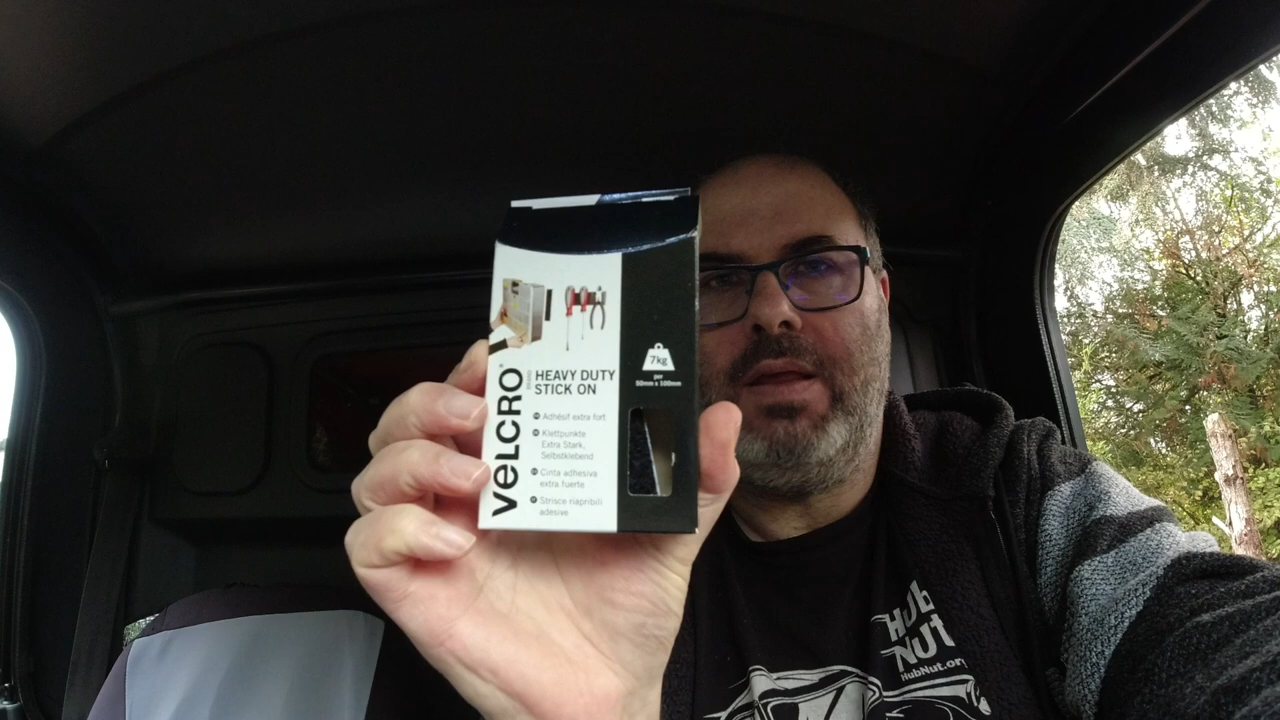 7kg
per
50mm x 100mm
VELCRO®
BRAND
HEAVY DUTY
STICK ON
Adhésif extra fort
Klettpunkte
Extra Stark,
Selbstklebend
Cinta adhesiva
extra fuerte
Strisce riapribili
adesive
HUb
NUt
HubNut.org